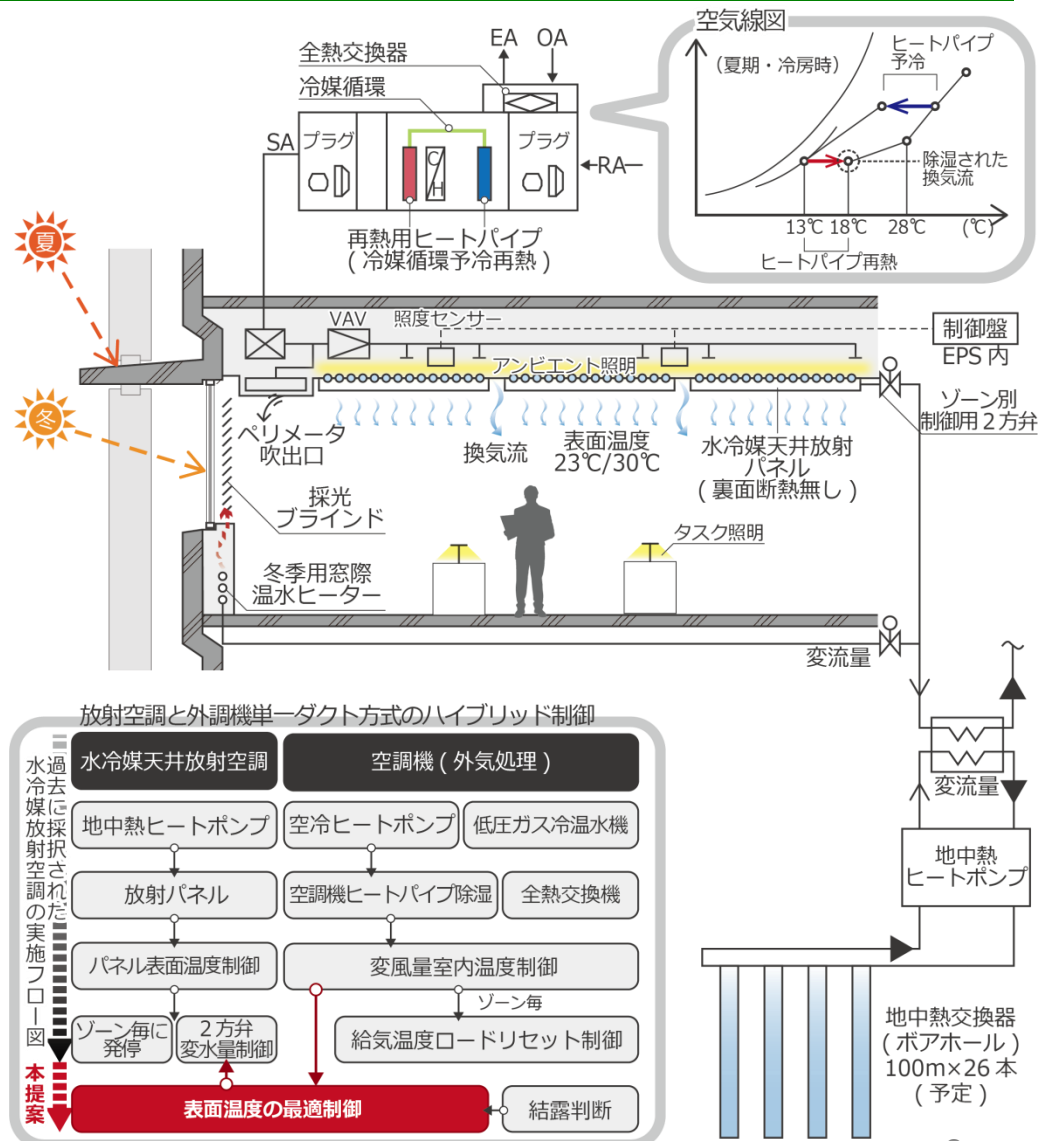 空気線図
(夏期・冷房時)
ヒートパイプ
予冷
除湿された
換気流
13℃ 18℃ 28℃ (℃)
ヒートパイプ再熱
EA OA
全熱交換器
冷媒循環
SA
プラグ
C/H
プラグ
RA
再熱用ヒートパイプ
(冷媒循環予冷再熱)
夏
冬
VAV
照度センサー
制御盤
EPS内
アンビエント照明
ゾーン別
制御用2方弁
ペリメータ
吹出口
換気流
表面温度
23℃/30℃
水冷媒天井放射
パネル
(裏面断熱無し)
採光
ブラインド
タスク照明
冬季用窓際
温水ヒーター
変流量
変流量
地中熱
ヒートポンプ
地中熱交換器
(ボアホール)
100m×26本
(予定)
放射空調と外調機単一ダクト方式のハイブリッド制御
過去に採択された
水冷媒放射空調の実施フロー図
本提案
水冷媒天井放射空調
空調機(外気処理)
地中熱ヒートポンプ
空冷ヒートポンプ
低圧ガス冷温水機
放射パネル
空調機ヒートパイプ除湿
全熱交換機
パネル表面温度制御
変風量室内温度制御
ゾーン毎
ゾーン毎に
発停
2方弁
変水量制御
給気温度ロードリセット制御
表面温度の最適制御
結露判断